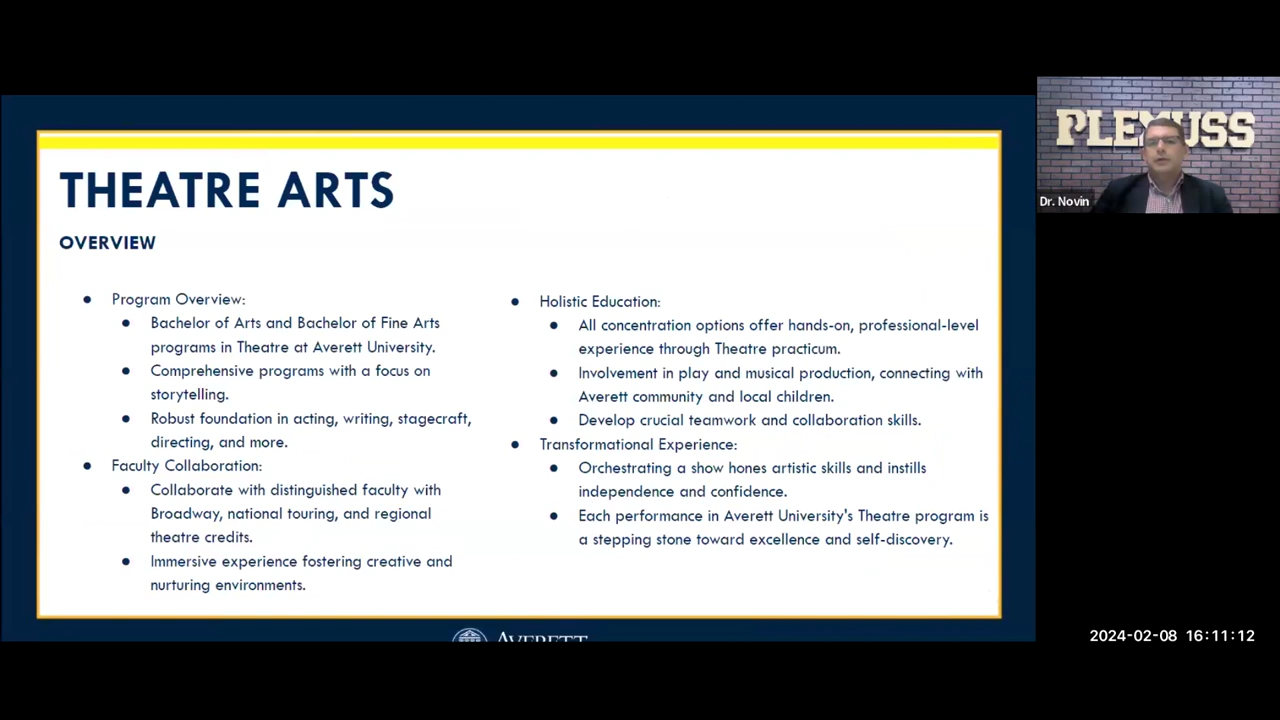 THEATRE ARTS
OVERVIEW
● Program Overview:
● Bachelor of Arts and Bachelor of Fine Arts
programs in Theatre at Averett University.
● Comprehensive programs with a focus on
storytelling.
● Robust foundation in acting, writing, stagecraft,
directing, and more.
● Faculty Collaboration:
● Collaborate with distinguished faculty with
Broadway, national touring, and regional
theatre credits.
● Immersive experience fostering creative and
nurturing environments.
● Holistic Education:
● All concentration options offer hands-on, professional-level
experience through Theatre practicum.
● Involvement in play and musical production, connecting with
Averett community and local children.
● Develop crucial teamwork and collaboration skills.
● Transformational Experience:
● Orchestrating a show hones artistic skills and instills
independence and confidence.
● Each performance in Averett University's Theatre program is
a stepping stone toward excellence and self-discovery.
AVERETT
PLEXUSS
Dr. Novin
2024-02-08 16:11:12